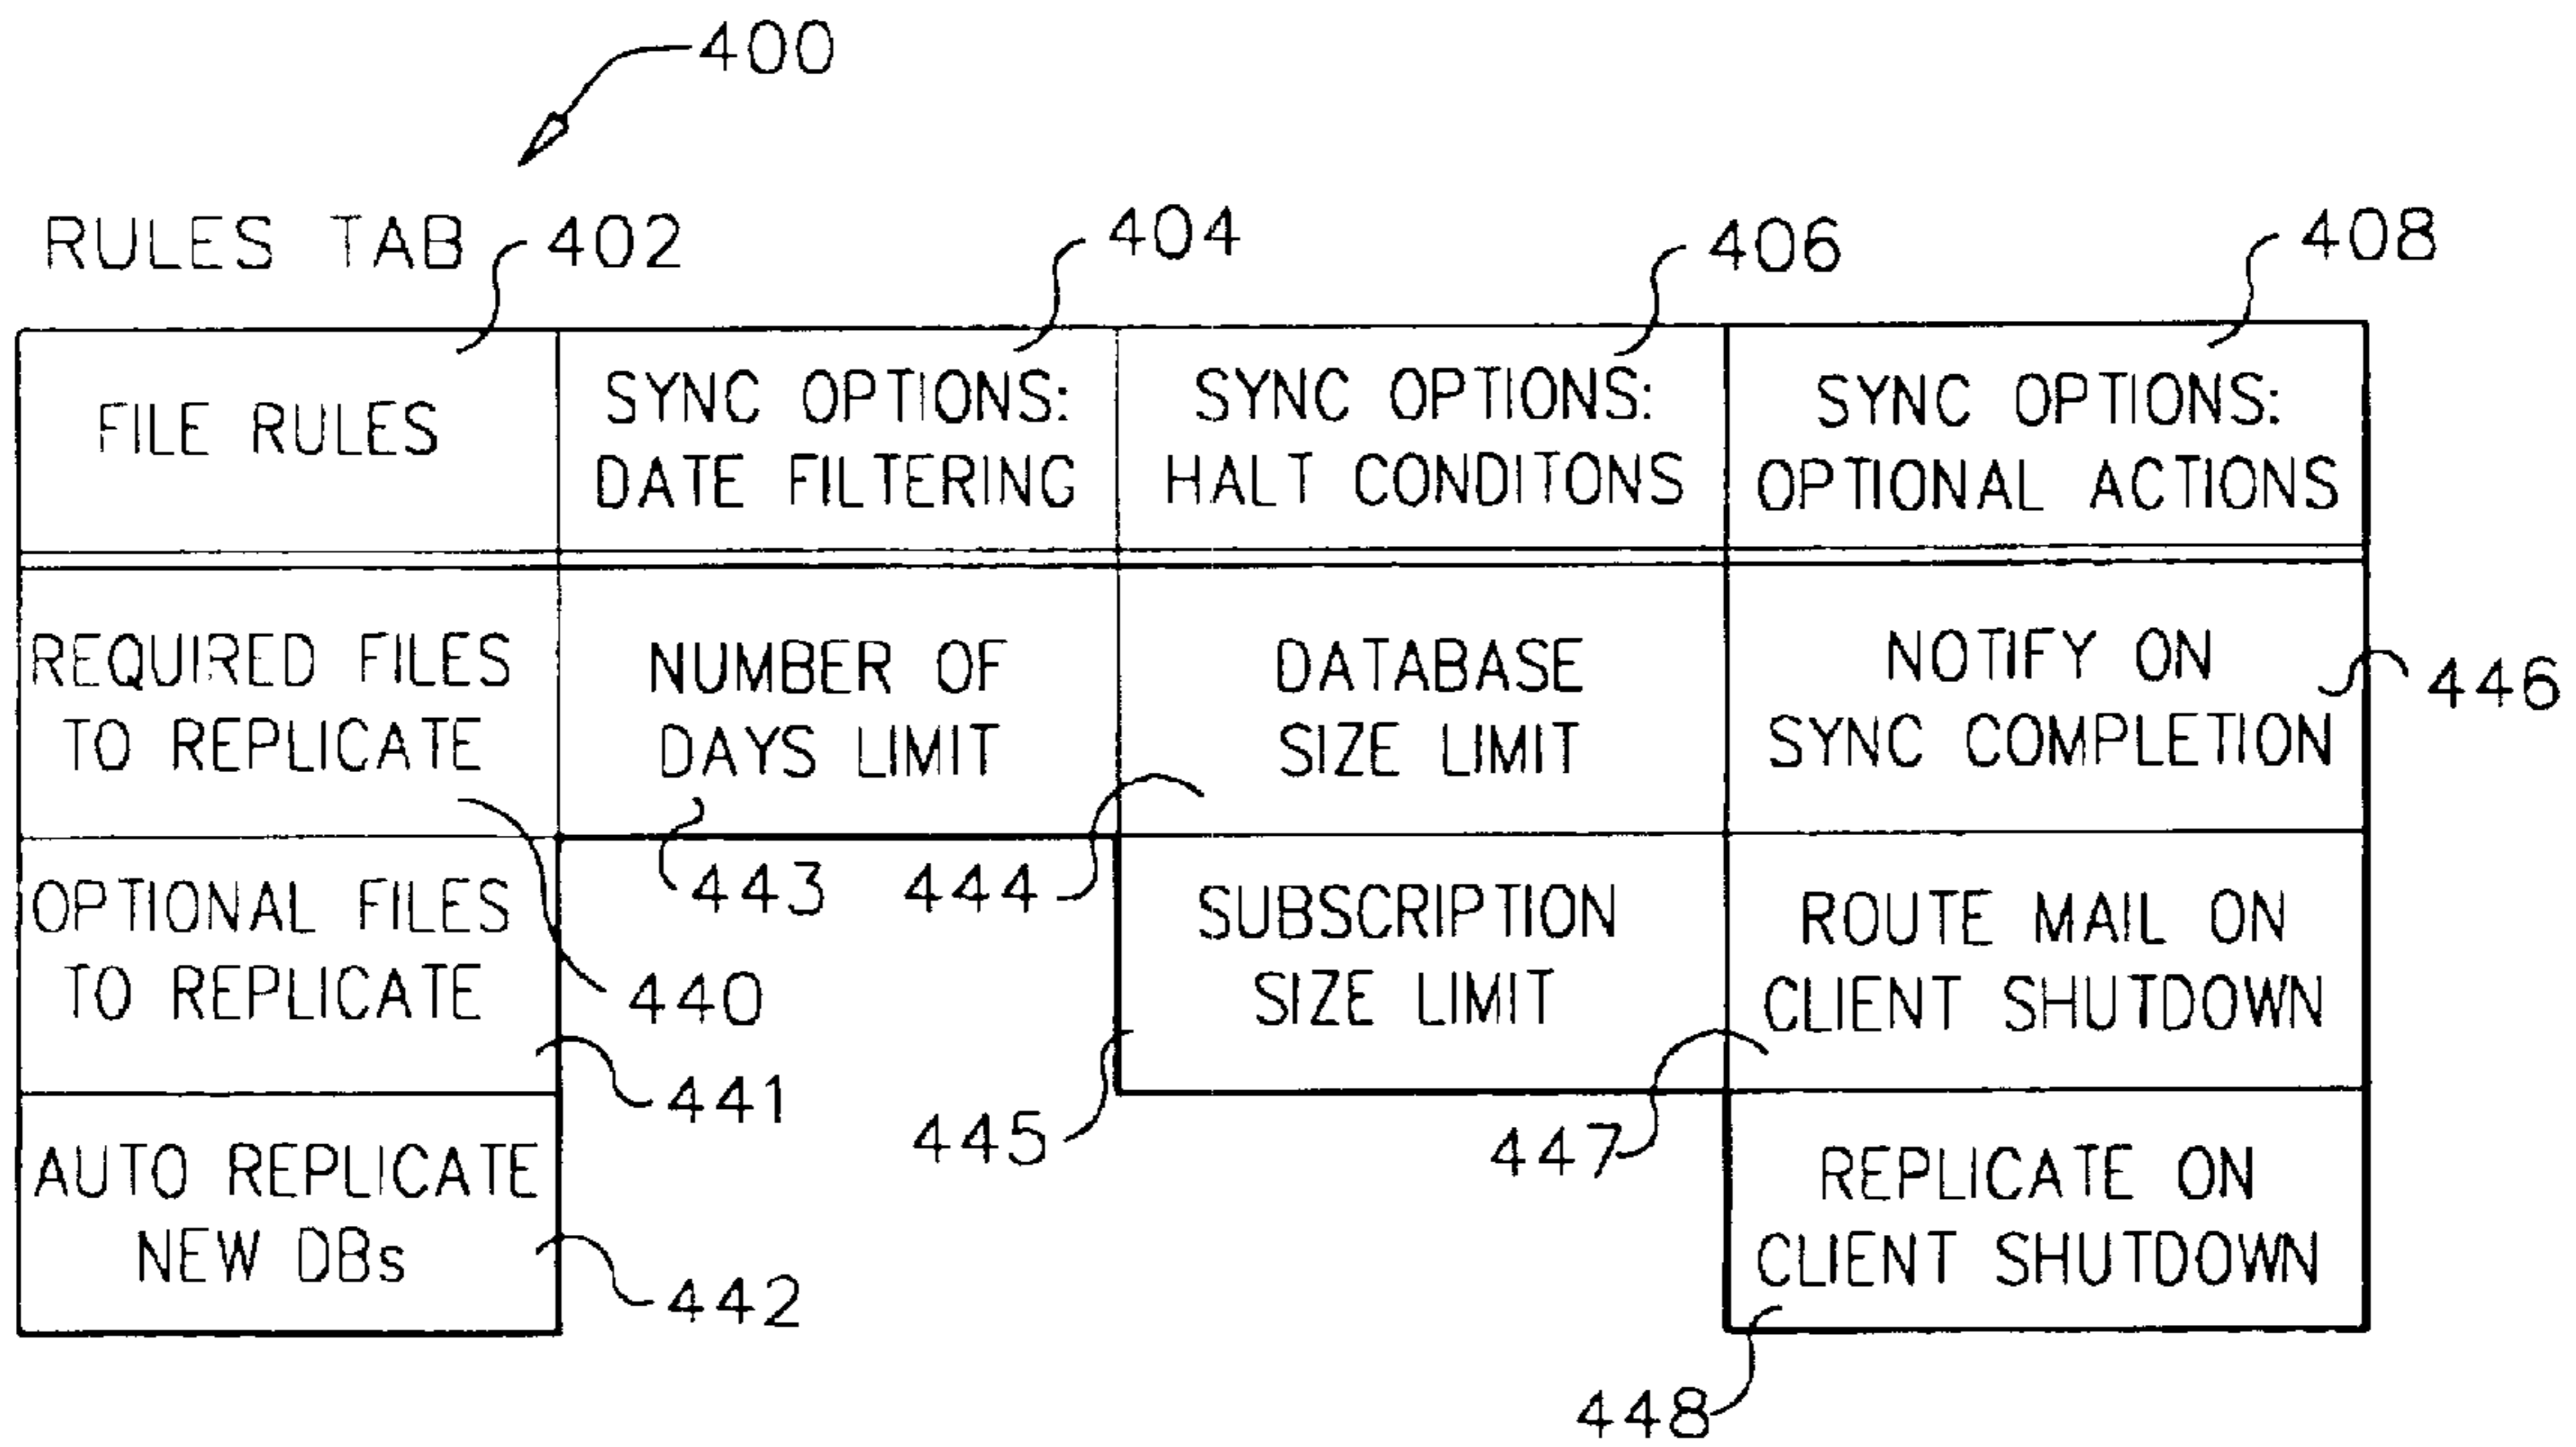 400
RULES TAB 402 404 406 408
FILE RULES
SYNC OPTIONS:
DATE FILTERING
SYNC OPTIONS:
HALT CONDITONS
SYNC OPTIONS:
OPTIONAL ACTIONS
REQUIRED FILES
TO REPLICATE
NUMBER OF
DAYS LIMIT
DATABASE
SIZE LIMIT
NOTIFY ON
SYNC COMPLETION
446
443
444
OPTIONAL FILES
TO REPLICATE
440
441
SUBSCRIPTION
SIZE LIMIT
445
ROUTE MAIL ON
CLIENT SHUTDOWN
447
AUTO REPLICATE
NEW DBs
442
REPLICATE ON
CLIENT SHUTDOWN
448